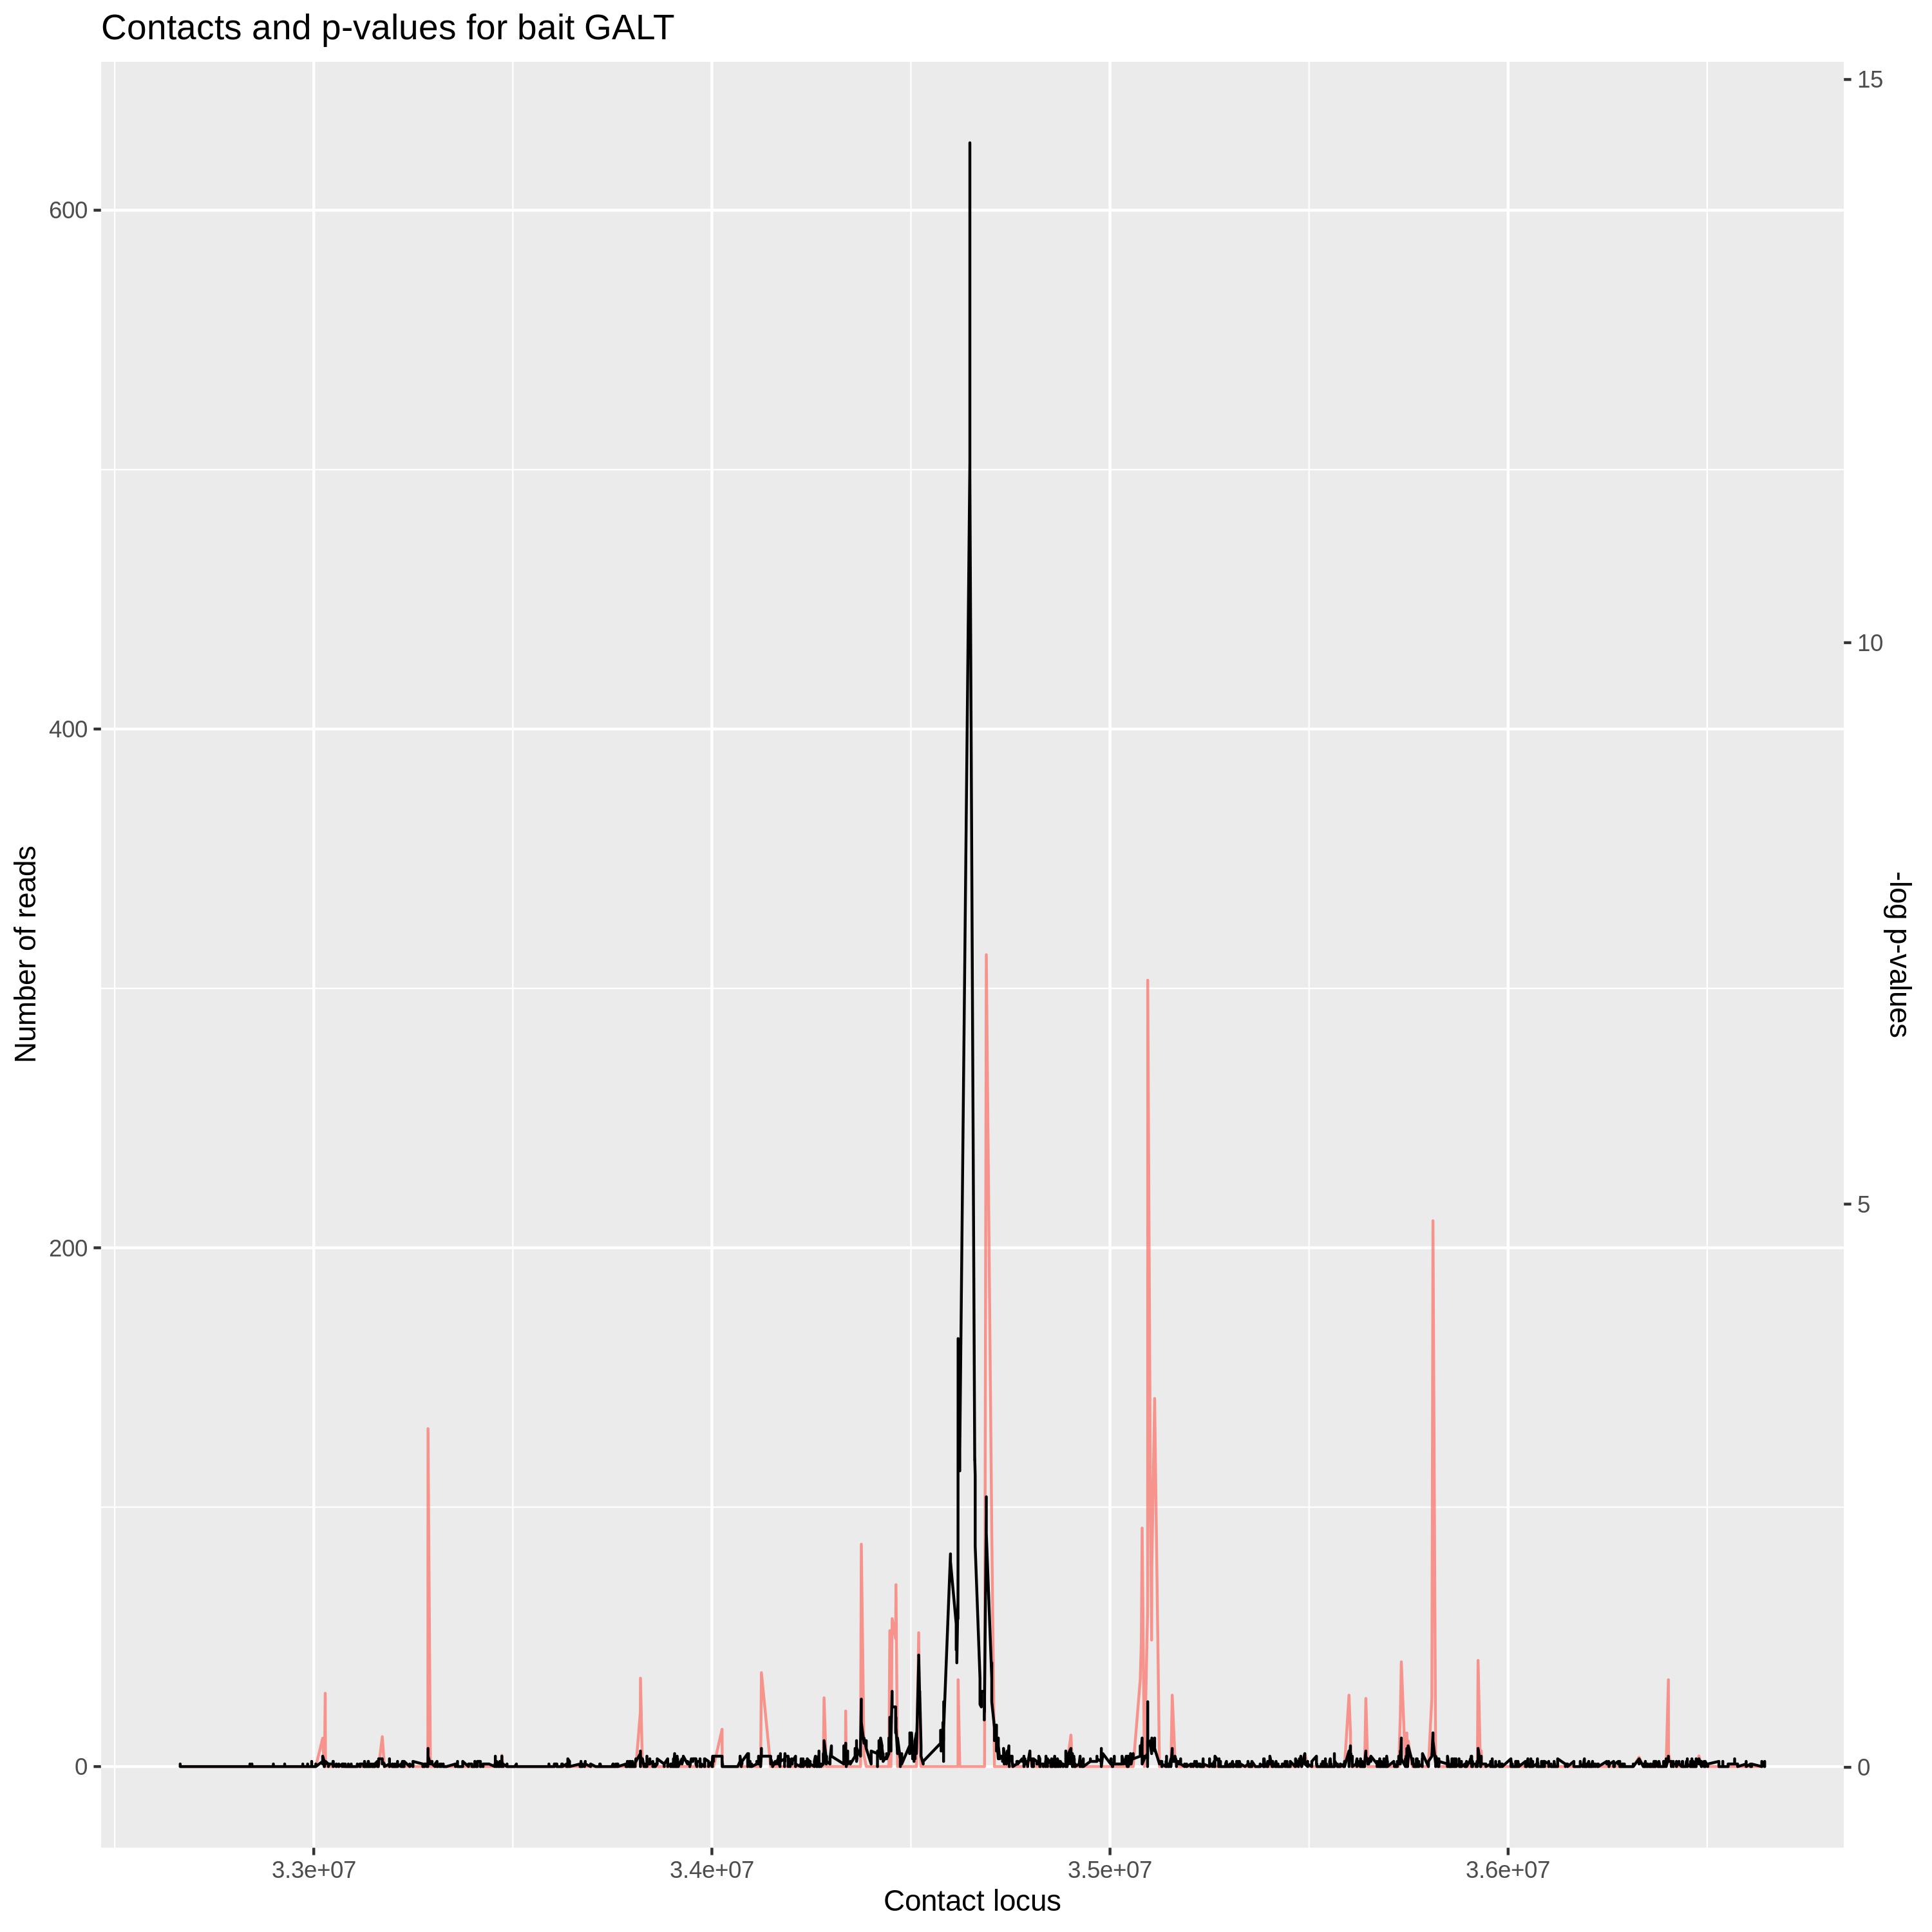 Contacts and p-values for bait GALT
15
600
10
400
Number of reads
-log p-values
5
200
0
0
3.3e+07
3.4e+07
3.5e+07
3.6e+07
Contact locus